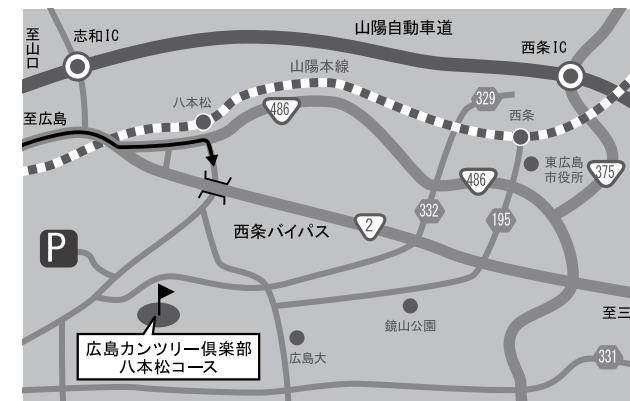 至山口
志和IC
山陽自動車道
西条IC
山陽本線
八本松
486
329
至広島
西条
東広島
市役所
375
486
332
195
西条バイパス
2
P
至三
鏡山公園
広島大
広島カンツリー倶楽部
八本松コース
331